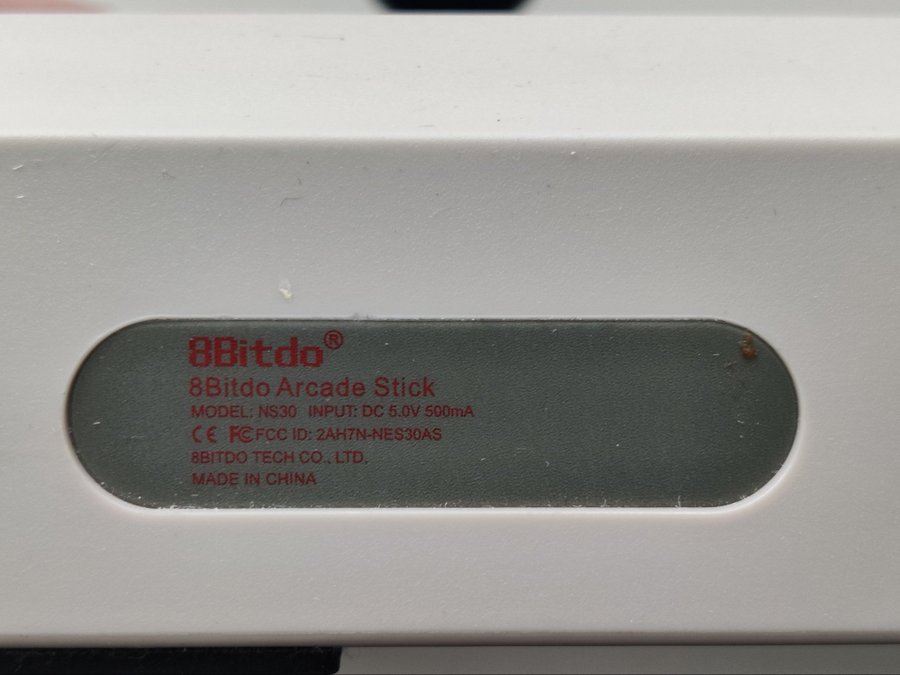 8Bitdo®
8Bitdo Arcade Stick
MODEL: NS30 INPUT: DC 5.0V 500mA
CE FC FCC ID: 2AH7N-NES30AS
8BITDO TECH CO., LTD.
MADE IN CHINA